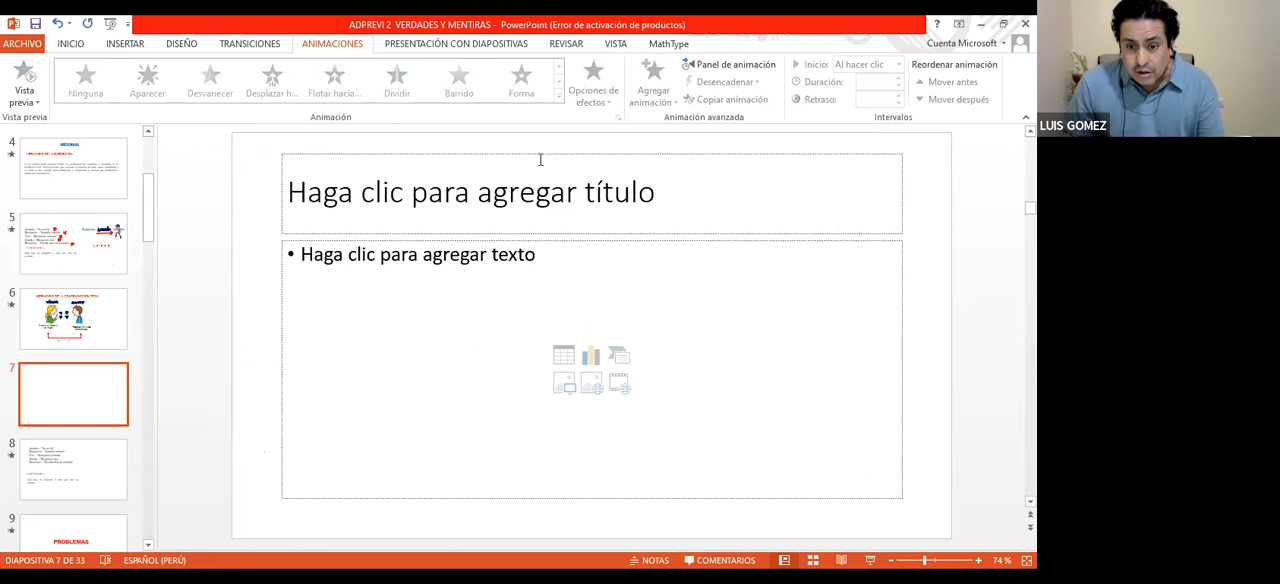 ADPREVI 2 VERDADES Y MENTIRAS - PowerPoint (Error de activación de productos)
ARCHIVO INICIO INSERTAR DISEÑO TRANSICIONES ANIMACIONES PRESENTACIÓN CON DIAPOSITIVAS REVISAR VISTA MathType Cuenta Microsoft
Vista previa
Ninguna Aparecer Desvanecer Desplazar h... Flotar hacia... Dividir Barrido Forma
Opciones de efectos
Agregar animación
Panel de animación
Desencadenar
Copiar animación
Inicio: Al hacer clic
Duración:
Retraso:
Reordenar animación
Mover antes
Mover después
Vista previa Animación Animación avanzada Intervalos
LUIS GOMEZ
4
MÉTODOS
5
6
7
8
9
PROBLEMAS
Haga clic para agregar título
• Haga clic para agregar texto
DIAPOSITIVA 7 DE 33 ESPAÑOL (PERÚ) NOTAS COMENTARIOS 74 %